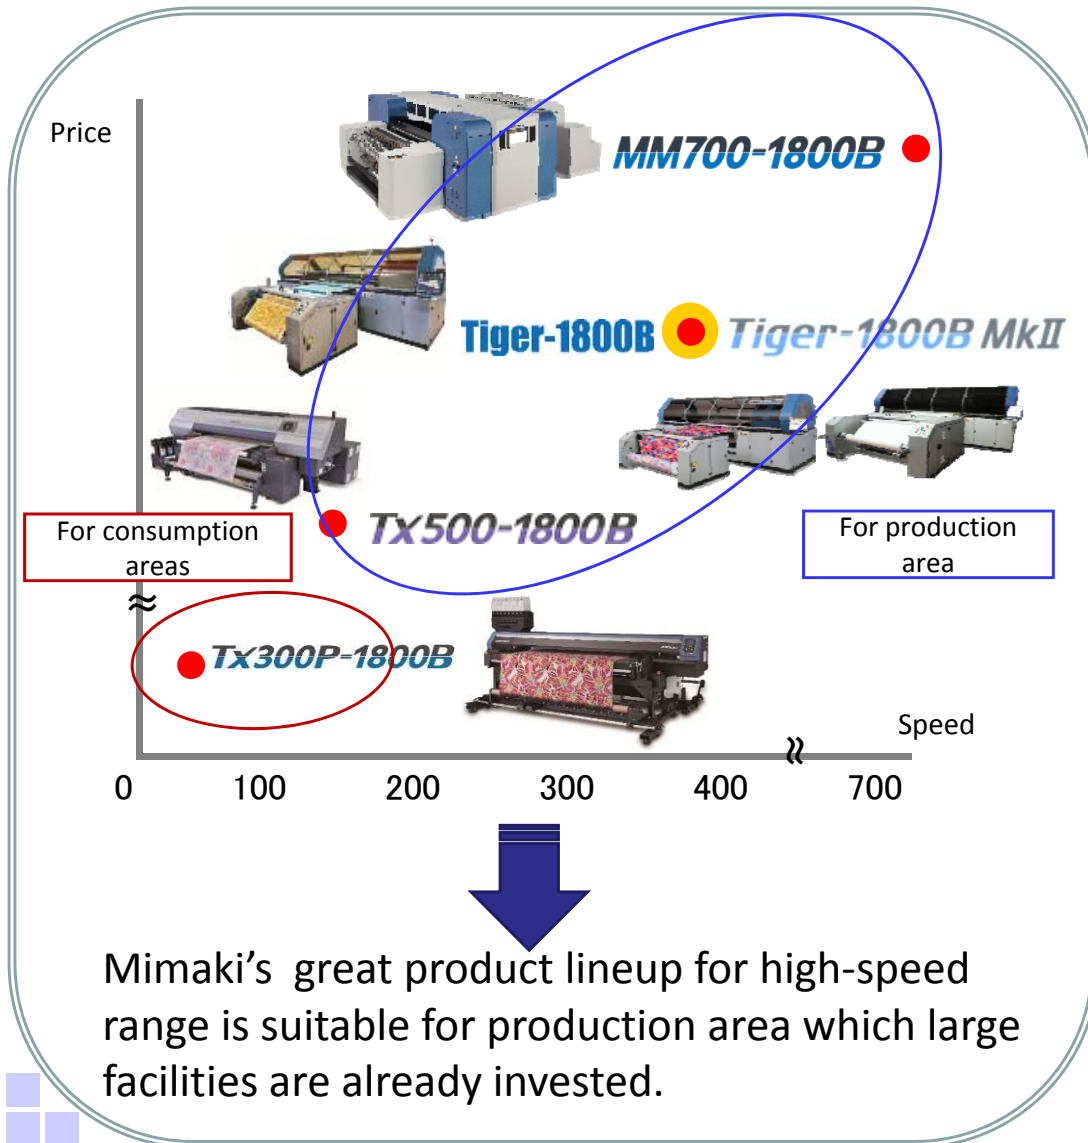 Price
MM700-1800B
Tiger-1800B
Tiger-1800B MkII
Tx500-1800B
For consumption
areas
For production
area
Tx300P-1800B
Speed
0 100 200 300 400 700
Mimaki’s  great product lineup for high-speed
range is suitable for production area which large
facilities are already invested.